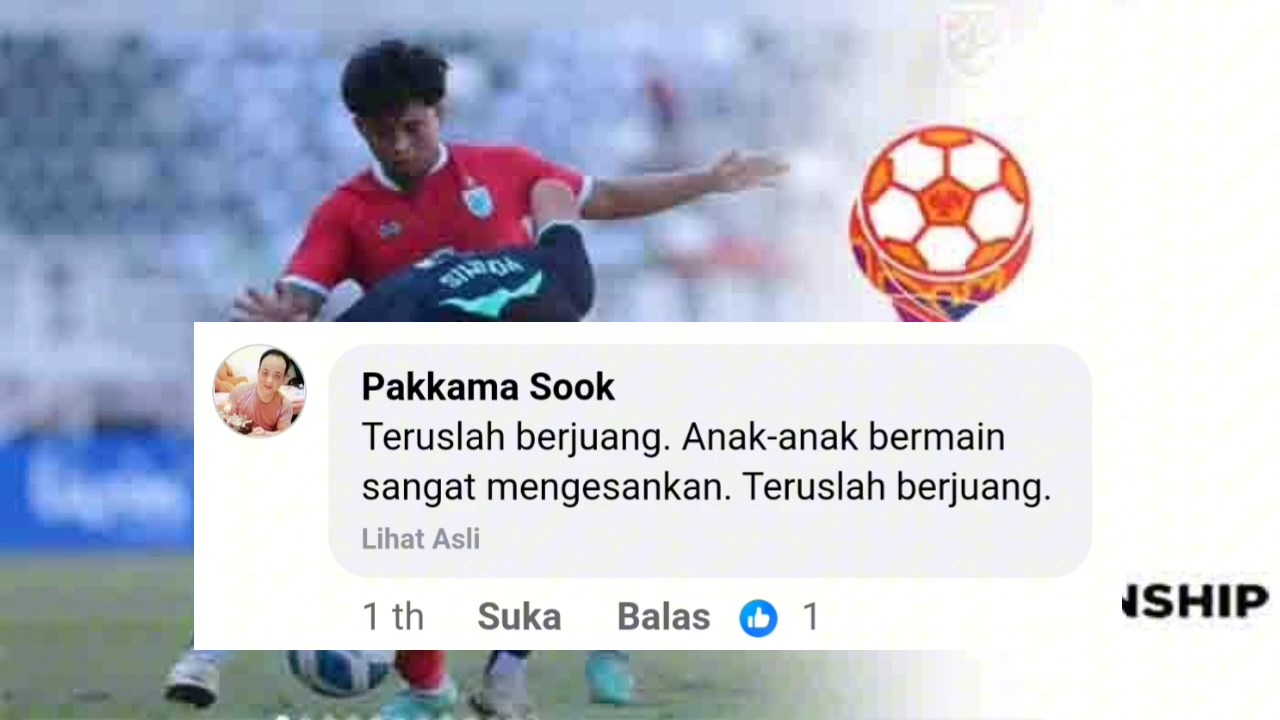 Pakkama Sook
Teruslah berjuang. Anak-anak bermain
sangat mengesankan. Teruslah berjuang.
Lihat Asli
1 th Suka Balas 1
NSHIP